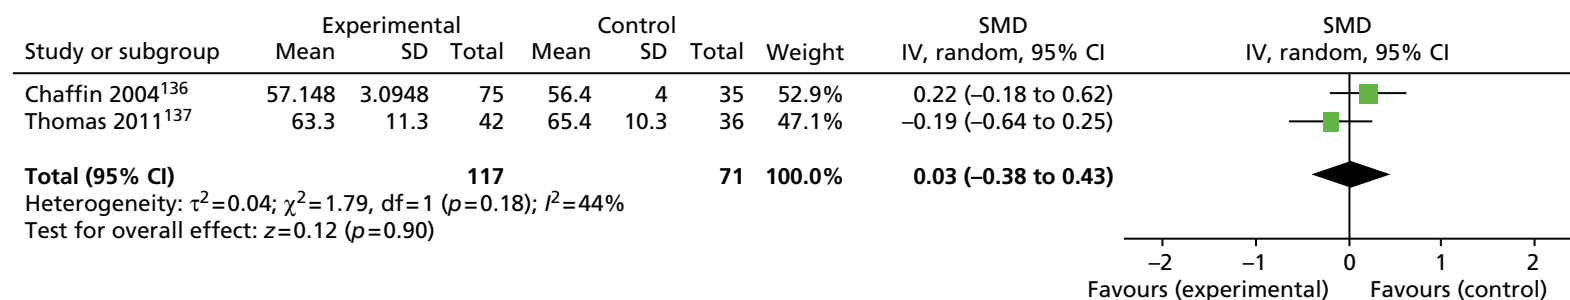 Experimental Control SMD SMD
Study or subgroup Mean SD Total Mean SD Total Weight IV, random, 95% CI IV, random, 95% CI
Chaffin 2004¹³⁶ 57.148 3.0948 75 56.4 4 35 52.9% 0.22 (–0.18 to 0.62)
Thomas 2011¹³⁷ 63.3 11.3 42 65.4 10.3 36 47.1% –0.19 (–0.64 to 0.25)
Total (95% CI) 117 71 100.0% 0.03 (–0.38 to 0.43)
Heterogeneity: τ²=0.04; χ²=1.79, df=1 (p=0.18); I²=44%
Test for overall effect: z=0.12 (p=0.90)
–2 –1 0 1 2
Favours (experimental) Favours (control)